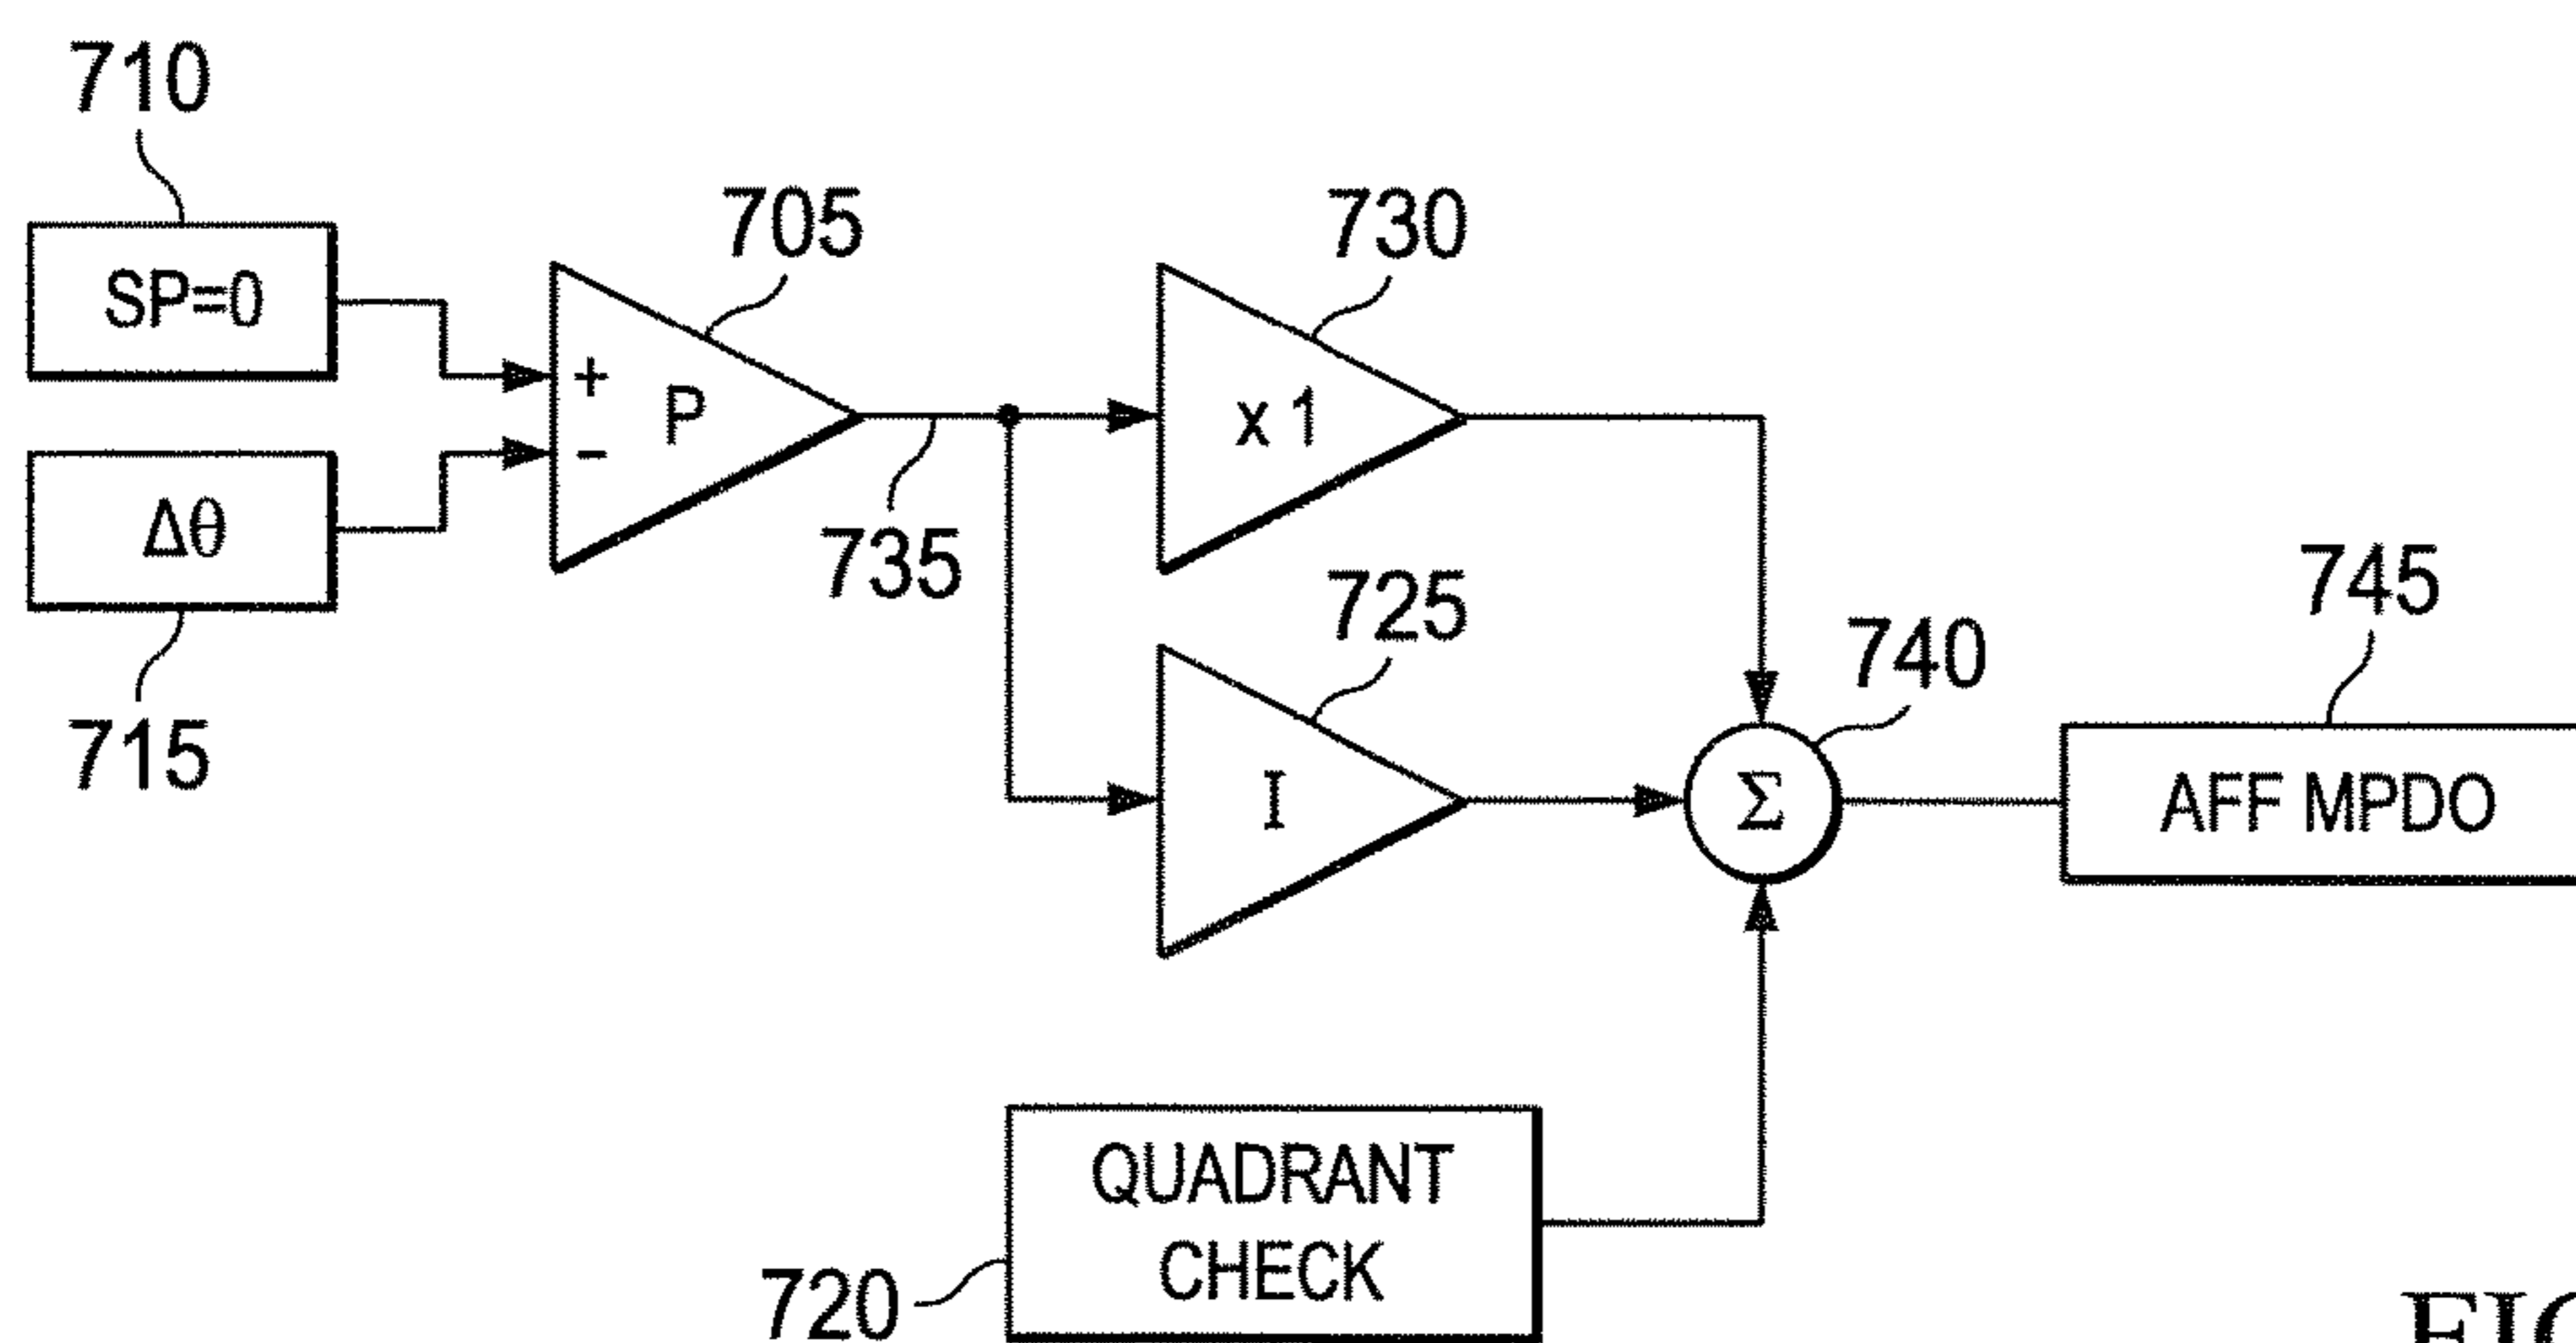 710
705
730
SP=0
+
P
-
x 1
Δθ
735
725
745
740
715
I
Σ
AFF MPDO
QUADRANT
CHECK
720